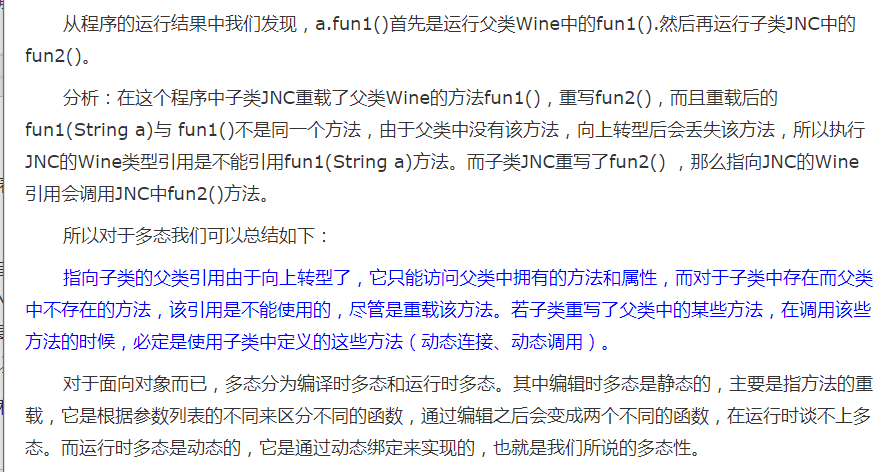 从程序的运行结果中我们发现，a.fun1()首先是运行父类Wine中的fun1().然后再运行子类JNC中的
fun2()。
分析：在这个程序中子类JNC重载了父类Wine的方法fun1()，重写fun2()，而且重载后的
fun1(String a)与 fun1()不是同一个方法，由于父类中没有该方法，向上转型后会丢失该方法，所以执行
JNC的Wine类型引用是不能引用fun1(String a)方法。而子类JNC重写了fun2() ，那么指向JNC的Wine
引用会调用JNC中fun2()方法。
所以对于多态我们可以总结如下：
指向子类的父类引用由于向上转型了，它只能访问父类中拥有的方法和属性，而对于子类中存在而父类
中不存在的方法，该引用是不能使用的，尽管是重载该方法。若子类重写了父类中的某些方法，在调用该些
方法的时候，必定是使用子类中定义的这些方法（动态连接、动态调用）。
对于面向对象而已，多态分为编译时多态和运行时多态。其中编辑时多态是静态的，主要是指方法的重
载，它是根据参数列表的不同来区分不同的函数，通过编辑之后会变成两个不同的函数，在运行时谈不上多
态。而运行时多态是动态的，它是通过动态绑定来实现的，也就是我们所说的多态性。